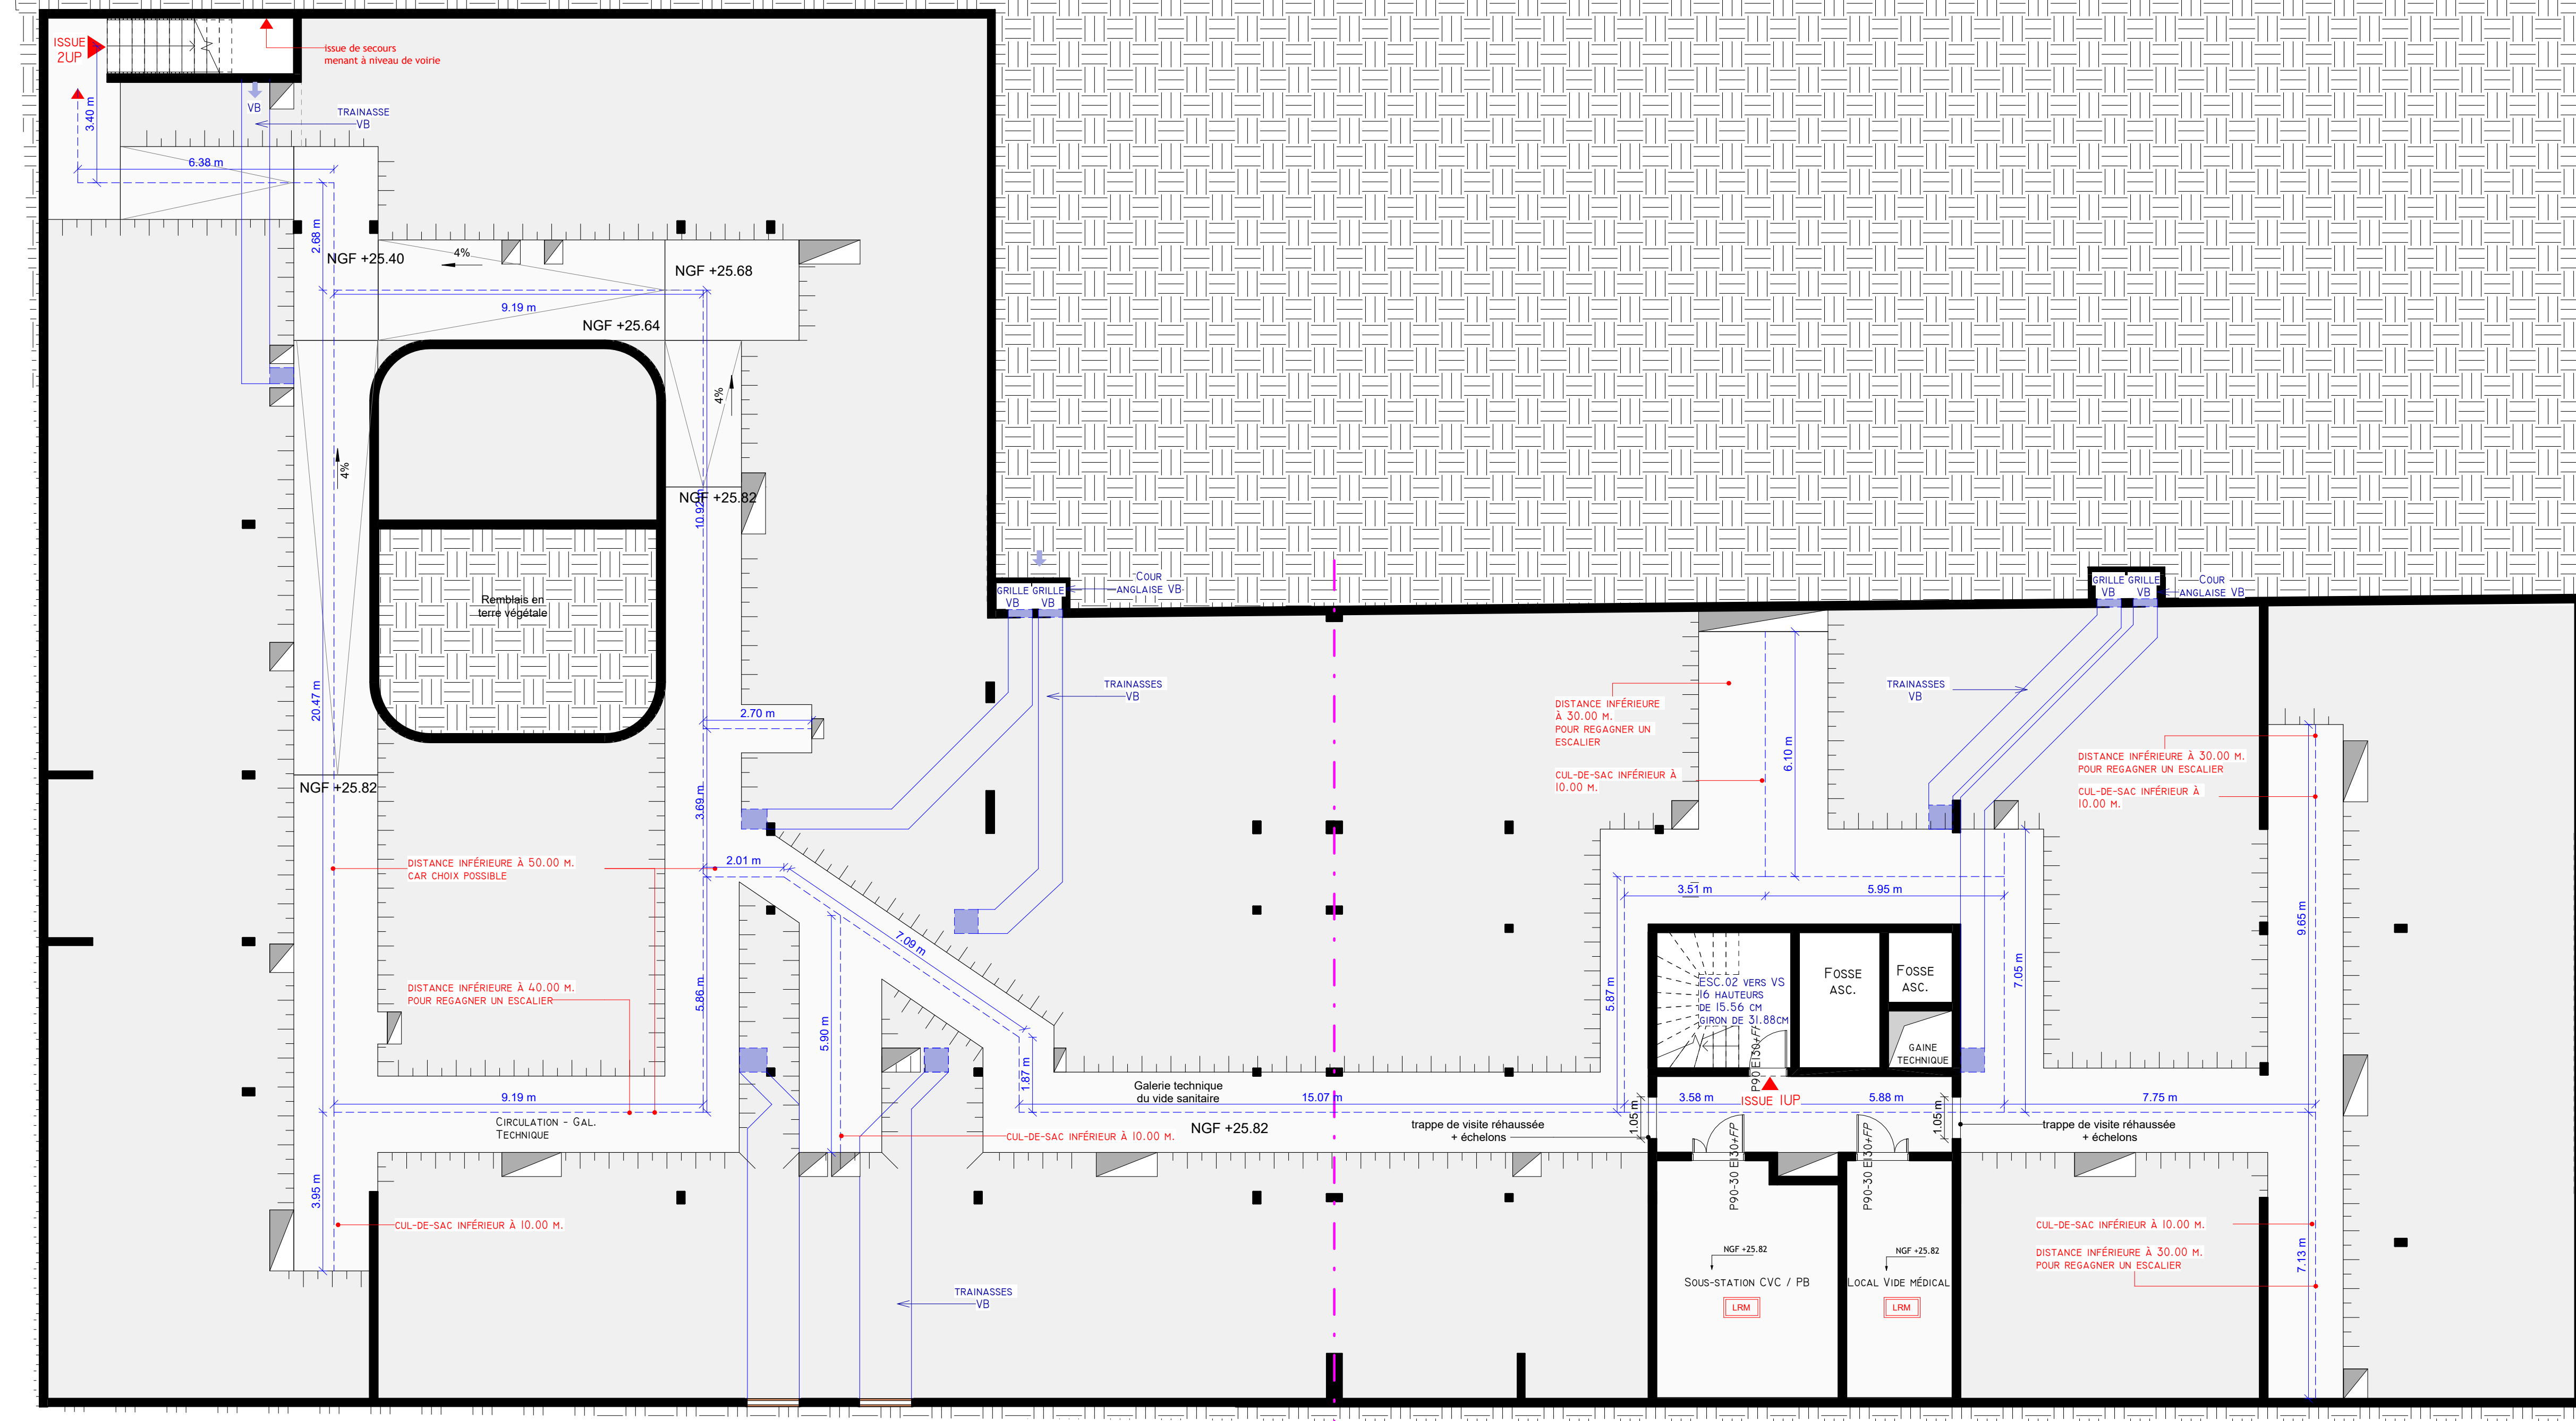 ISSUE
2UP
issue de secours
menant à niveau de voirie
VB
TRAINASSE
VB
3.40 m
6.38 m
2.68 m
NGF +25.40
4%
NGF +25.68
9.19 m
NGF +25.64
4%
4%
NGF +25.82
10.92 m
Remblais en
terre végétale
GRILLE GRILLE
VB VB
COUR
ANGLAISE VB
GRILLE GRILLE
VB VB
COUR
ANGLAISE VB
20.47 m
2.70 m
TRAINASSES
VB
DISTANCE INFÉRIEURE
À 30.00 M.
POUR REGAGNER UN
ESCALIER
TRAINASSES
VB
6.10 m
CUL-DE-SAC INFÉRIEUR À
10.00 M.
DISTANCE INFÉRIEURE À 30.00 M.
POUR REGAGNER UN ESCALIER
CUL-DE-SAC INFÉRIEUR À
10.00 M.
NGF +25.82
3.69 m
DISTANCE INFÉRIEURE À 50.00 M.
CAR CHOIX POSSIBLE
2.01 m
3.51 m
5.95 m
7.09 m
9.65 m
DISTANCE INFÉRIEURE À 40.00 M.
POUR REGAGNER UN ESCALIER
5.86 m
5.90 m
5.87 m
ESC.02 VERS VS
16 HAUTEURS
DE 15.56 CM
GIRON DE 31.88CM
FOSSE
ASC.
FOSSE
ASC.
7.05 m
P90 EI30+FP
GAINE
TECHNIQUE
1.87 m
Galerie technique
du vide sanitaire
9.19 m
15.07 m
3.58 m
ISSUE 1UP
5.88 m
7.75 m
1.05 m
1.05 m
CIRCULATION - GAL.
TECHNIQUE
CUL-DE-SAC INFÉRIEUR À 10.00 M.
NGF +25.82
trappe de visite réhaussée
+ échelons
trappe de visite réhaussée
+ échelons
P90-30 EI30+FP
P90-30 EI30+FP
3.95 m
CUL-DE-SAC INFÉRIEUR À 10.00 M.
CUL-DE-SAC INFÉRIEUR À 10.00 M.
7.13 m
NGF +25.82
NGF +25.82
DISTANCE INFÉRIEURE À 30.00 M.
POUR REGAGNER UN ESCALIER
SOUS-STATION CVC / PB
LOCAL VIDE MÉDICAL
TRAINASSES
VB
LRM
LRM